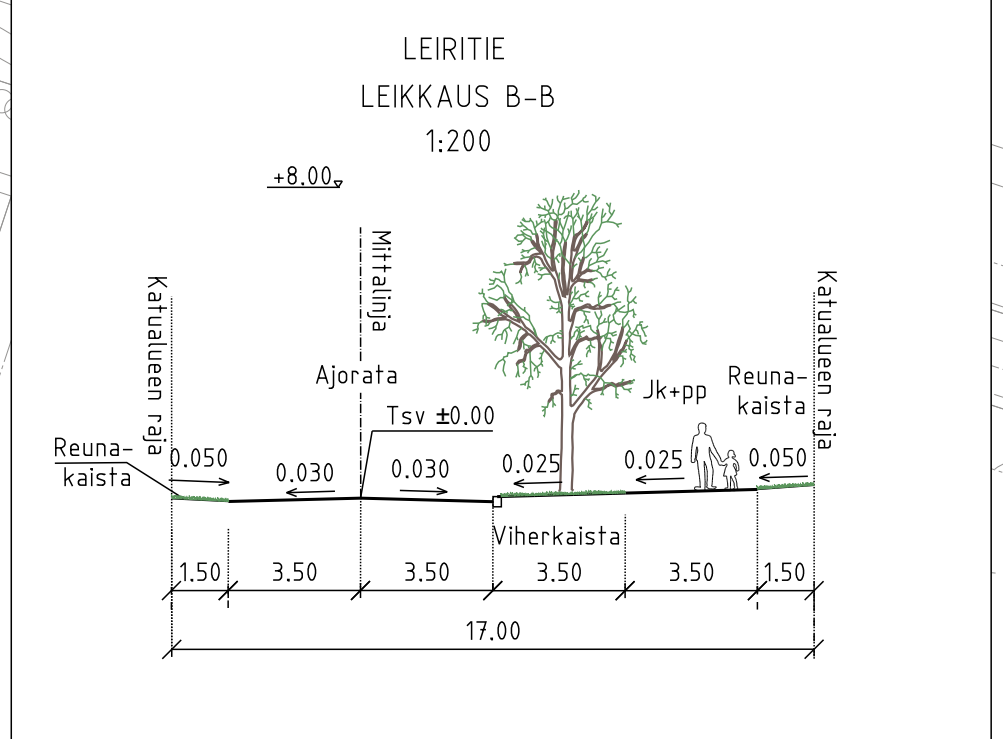 LEIRITIE
LEIKKAUS B-B
1:200
+8.00
Mittalinja
Katualueen raja
Katualueen raja
Ajorata
Tsv ±0.00
Jk+pp
Reuna-
kaista
Reuna-
kaista
0.050
0.030
0.030
0.025
0.025
0.050
Viherkaista
1.50
3.50
3.50
3.50
3.50
1.50
17.00